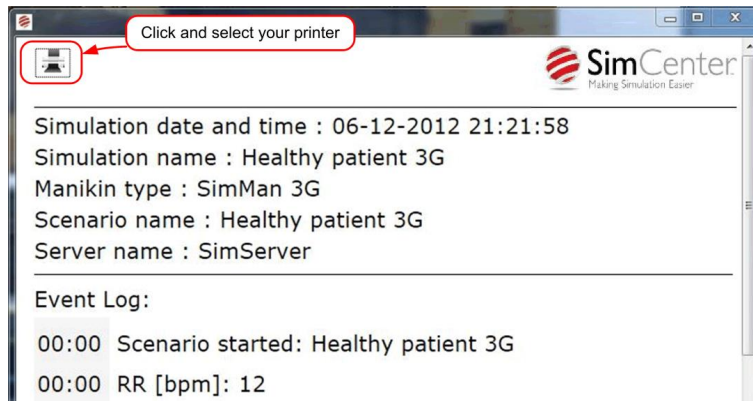 Click and select your printer
SimCenter
Making Simulation Easier
Simulation date and time : 06-12-2012 21:21:58
Simulation name : Healthy patient 3G
Manikin type : SimMan 3G
Scenario name : Healthy patient 3G
Server name : SimServer
Event Log:
00:00 Scenario started: Healthy patient 3G
00:00 RR [bpm]: 12